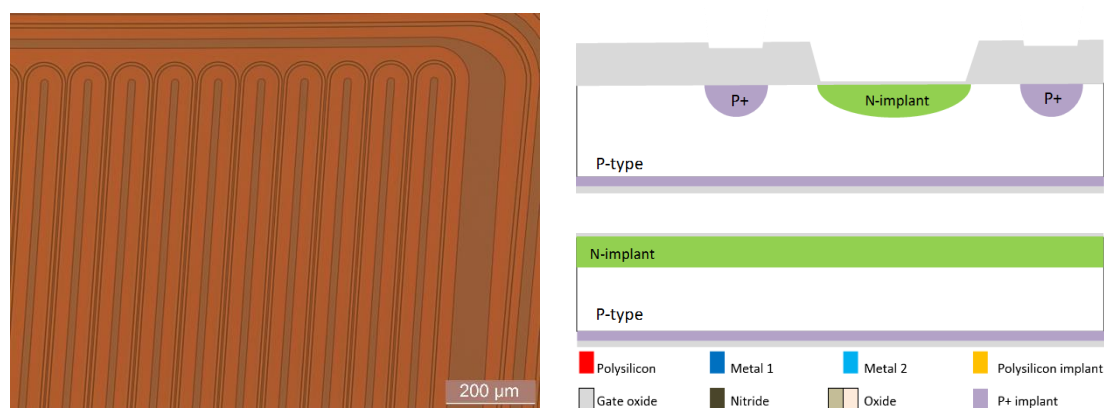 200 μm
P+
N-implant
P+
P-type
N-implant
P-type
Polysilicon
Metal 1
Metal 2
Polysilicon implant
Gate oxide
Nitride
Oxide
P+ implant